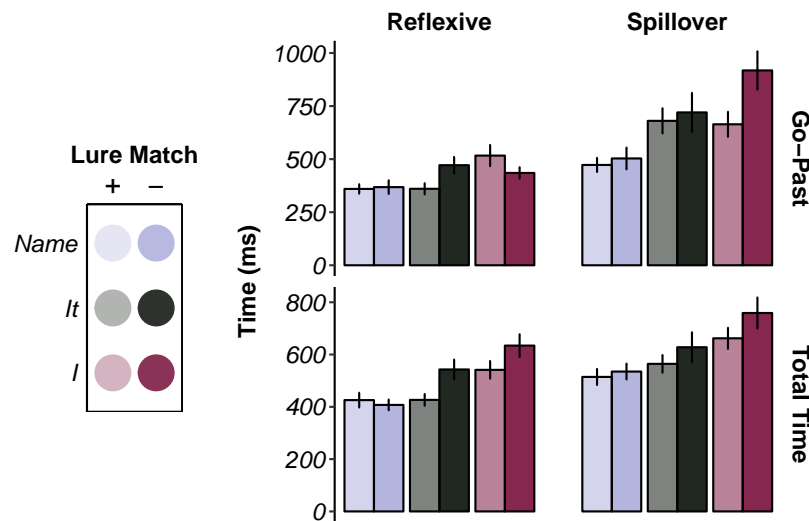 Reflexive Spillover
Lure Match
+ −
Name
It
I
Time (ms)
1000
750
500
250
0
Go−Past
800
600
400
200
0
Total Time